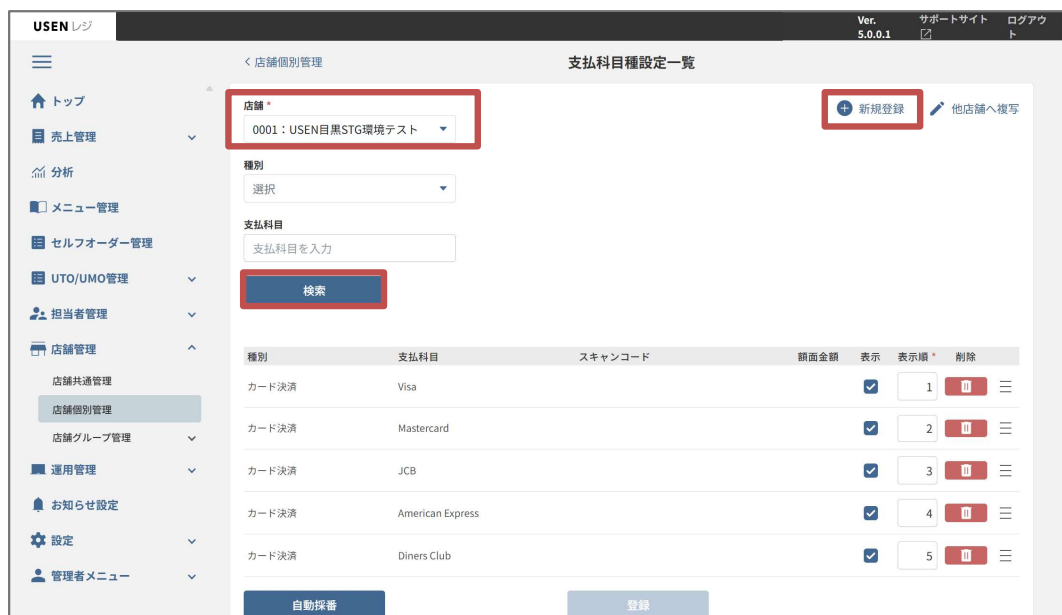 USEN レジ
Ver.
5.0.0.1
サポートサイト
ログアウ
ト
トップ
売上管理
分析
メニュー管理
セルフオーダー管理
UTO/UMO管理
担当者管理
店舗管理
店舗共通管理
店舗個別管理
店舗グループ管理
運用管理
お知らせ設定
設定
管理者メニュー
< 店舗個別管理
支払科目種設定一覧
新規登録
他店舗へ複写
店舗 *
0001：USEN目黒STG環境テスト
種別
選択
支払科目
支払科目を入力
検索
種別 支払科目 スキャンコード 額面金額 表示 表示順 * 削除
カード決済 Visa 1
カード決済 Mastercard 2
カード決済 JCB 3
カード決済 American Express 4
カード決済 Diners Club 5
自動採番
登録